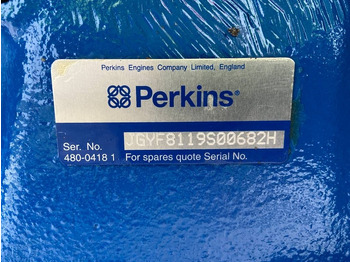 Perkins Engines Company Limited, England
Perkins®
Ser. No. JGYF8119S00682H
480-0418 1 For spares quote Serial No.